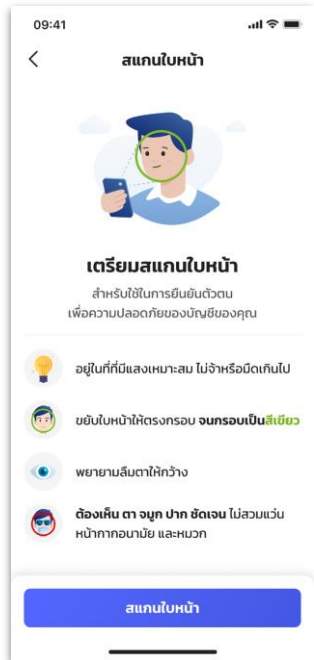 09:41
สแกนใบหน้า
เตรียมสแกนใบหน้า
สำหรับใช้ในการยืนยันตัวตน
เพื่อความปลอดภัยของบัญชีของคุณ
อยู่ในที่ที่มีแสงเหมาะสม ไม่จ้าหรือมืดเกินไป
ขยับใบหน้าให้ตรงกรอบ จนกรอบเป็นสีเขียว
พยายามลืมตาให้กว้าง
ต้องเห็น ตา จมูก ปาก ชัดเจน ไม่สวมแว่น
หน้ากากอนามัย และหมวก
สแกนใบหน้า